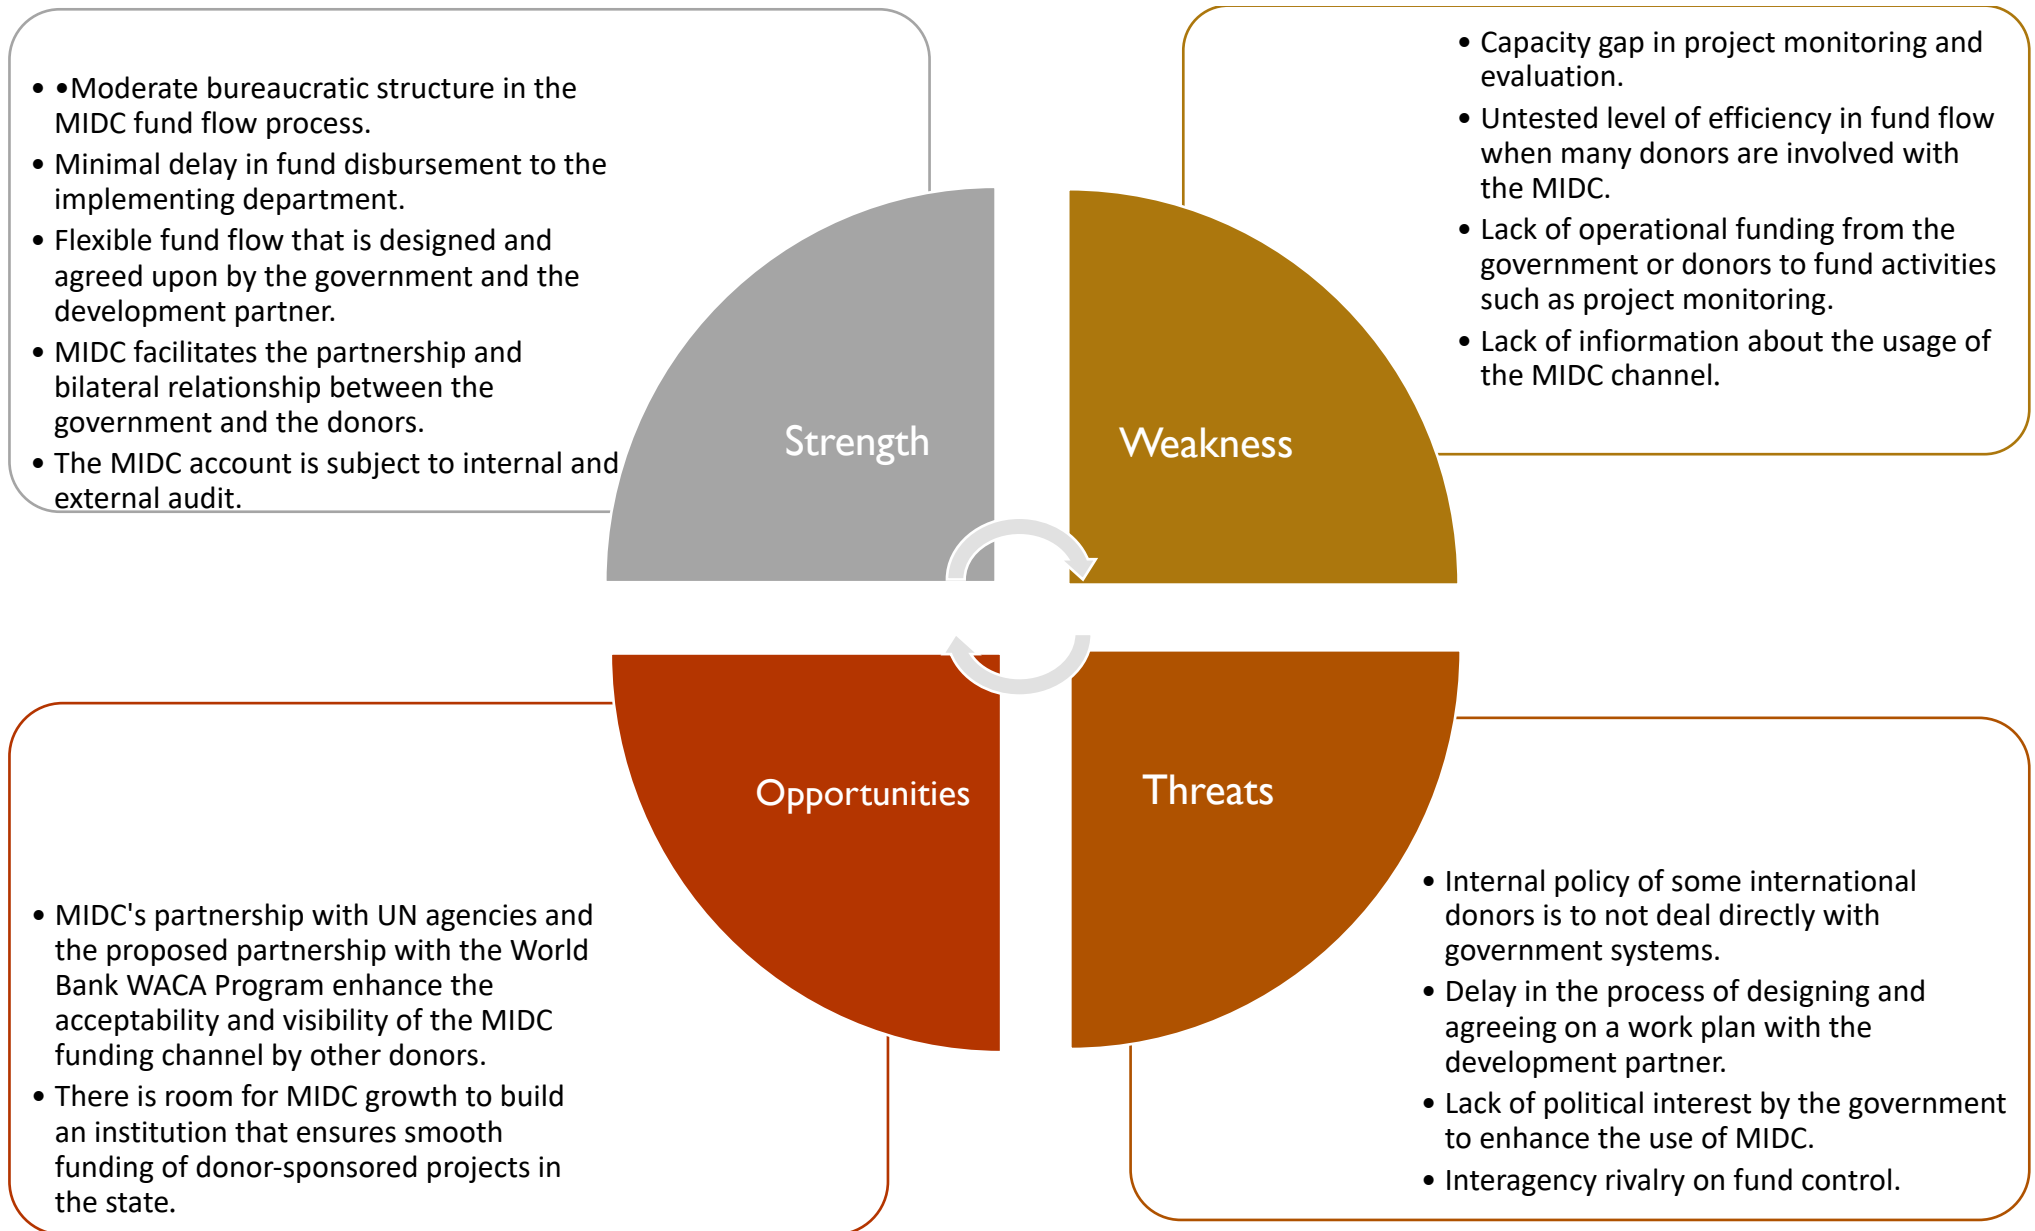 • •Moderate bureaucratic structure in the
MIDC fund flow process.
• Minimal delay in fund disbursement to the
implementing department.
• Flexible fund flow that is designed and
agreed upon by the government and the
development partner.
• MIDC facilitates the partnership and
bilateral relationship between the
government and the donors.
• The MIDC account is subject to internal and
external audit.
Strength
• Capacity gap in project monitoring and
evaluation.
• Untested level of efficiency in fund flow
when many donors are involved with
the MIDC.
• Lack of operational funding from the
government or donors to fund activities
such as project monitoring.
• Lack of infiormation about the usage of
the MIDC channel.
Weakness
Opportunities
• MIDC's partnership with UN agencies and
the proposed partnership with the World
Bank WACA Program enhance the
acceptability and visibility of the MIDC
funding channel by other donors.
• There is room for MIDC growth to build
an institution that ensures smooth
funding of donor-sponsored projects in
the state.
Threats
• Internal policy of some international
donors is to not deal directly with
government systems.
• Delay in the process of designing and
agreeing on a work plan with the
development partner.
• Lack of political interest by the government
to enhance the use of MIDC.
• Interagency rivalry on fund control.